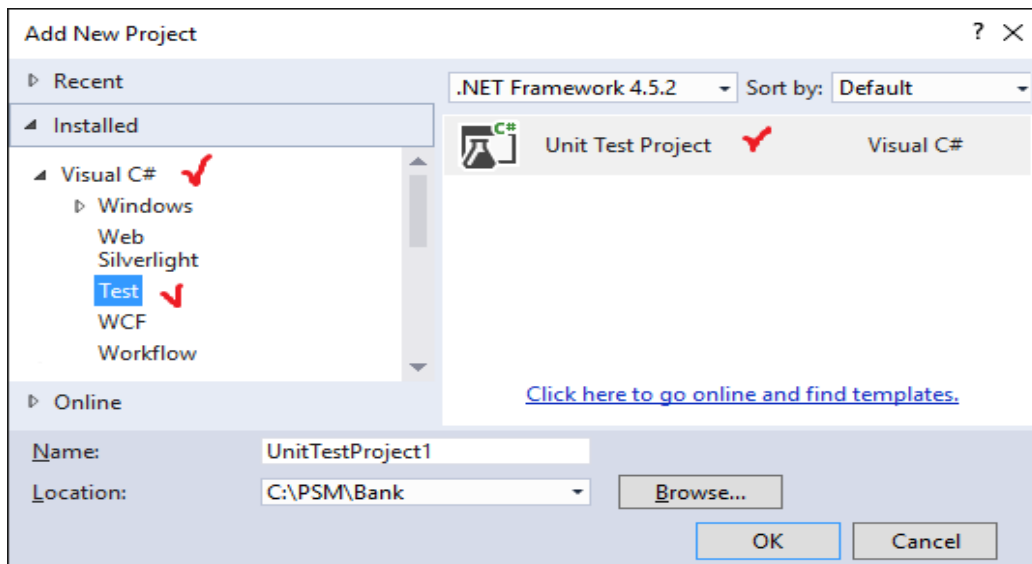 Add New Project ?
Recent
Installed
Visual C#
Windows
Web
Silverlight
Test
WCF
Workflow
Online
.NET Framework 4.5.2 Sort by: Default
C# Unit Test Project Visual C#
Click here to go online and find templates.
Name: UnitTestProject1
Location: C:\PSM\Bank Browse...
OK Cancel